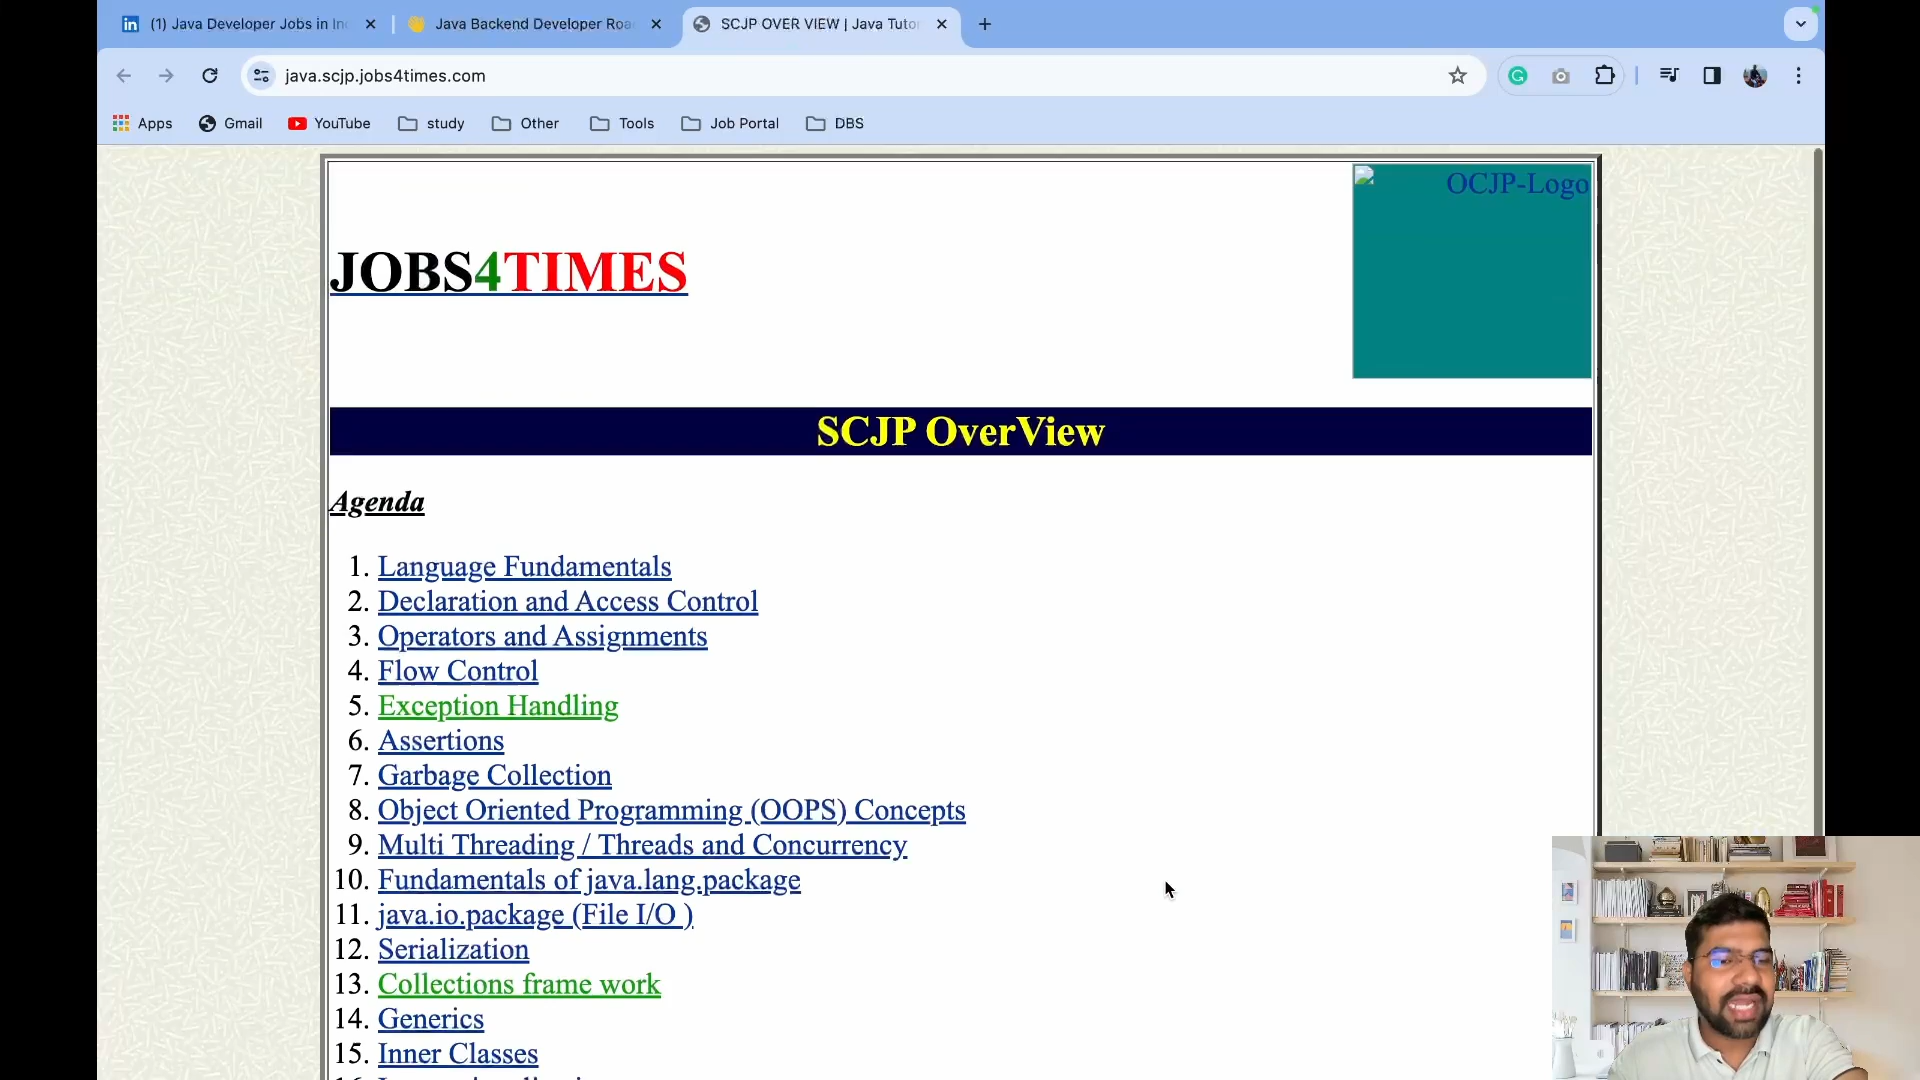 (1) Java Developer Jobs in In
Java Backend Developer Roa
SCJP OVER VIEW | Java Tuto
java.scjp.jobs4times.com
Apps
Gmail
YouTube
study
Other
Tools
Job Portal
DBS
OCJP-Logo
JOBS4TIMES
SCJP OverView
Agenda
1. Language Fundamentals
2. Declaration and Access Control
3. Operators and Assignments
4. Flow Control
5. Exception Handling
6. Assertions
7. Garbage Collection
8. Object Oriented Programming (OOPS) Concepts
9. Multi Threading / Threads and Concurrency
10. Fundamentals of java.lang.package
11. java.io.package (File I/O )
12. Serialization
13. Collections frame work
14. Generics
15. Inner Classes